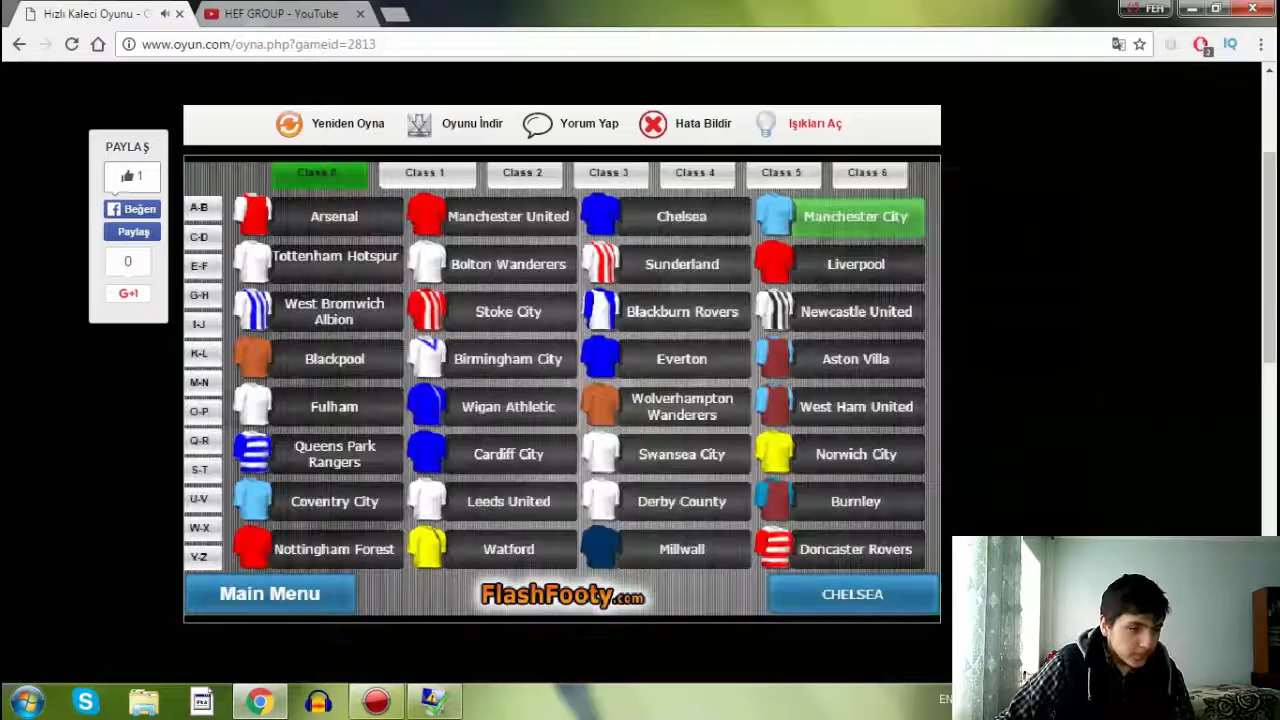 Hızlı Kaleci Oyunu - O
HEF GROUP - YouTube
FEH
www.oyun.com/oyna.php?gameid=2813
2
IQ
PAYLAŞ
1
Beğen
Paylaş
0
G+1
Yeniden Oyna
Oyunu İndir
Yorum Yap
Hata Bildir
Işıkları Aç
Class 0
Class 1
Class 2
Class 3
Class 4
Class 5
Class 6
A-B
C-D
E-F
G-H
I-J
K-L
M-N
O-P
Q-R
S-T
U-V
W-X
Y-Z
Arsenal
Manchester United
Chelsea
Manchester City
Tottenham Hotspur
Bolton Wanderers
Sunderland
Liverpool
West Bromwich
Albion
Stoke City
Blackburn Rovers
Newcastle United
Blackpool
Birmingham City
Everton
Aston Villa
Fulham
Wigan Athletic
Wolverhampton
Wanderers
West Ham United
Queens Park
Rangers
Cardiff City
Swansea City
Norwich City
Coventry City
Leeds United
Derby County
Burnley
Nottingham Forest
Watford
Millwall
Doncaster Rovers
Main Menu
FlashFooty.com
CHELSEA
EN